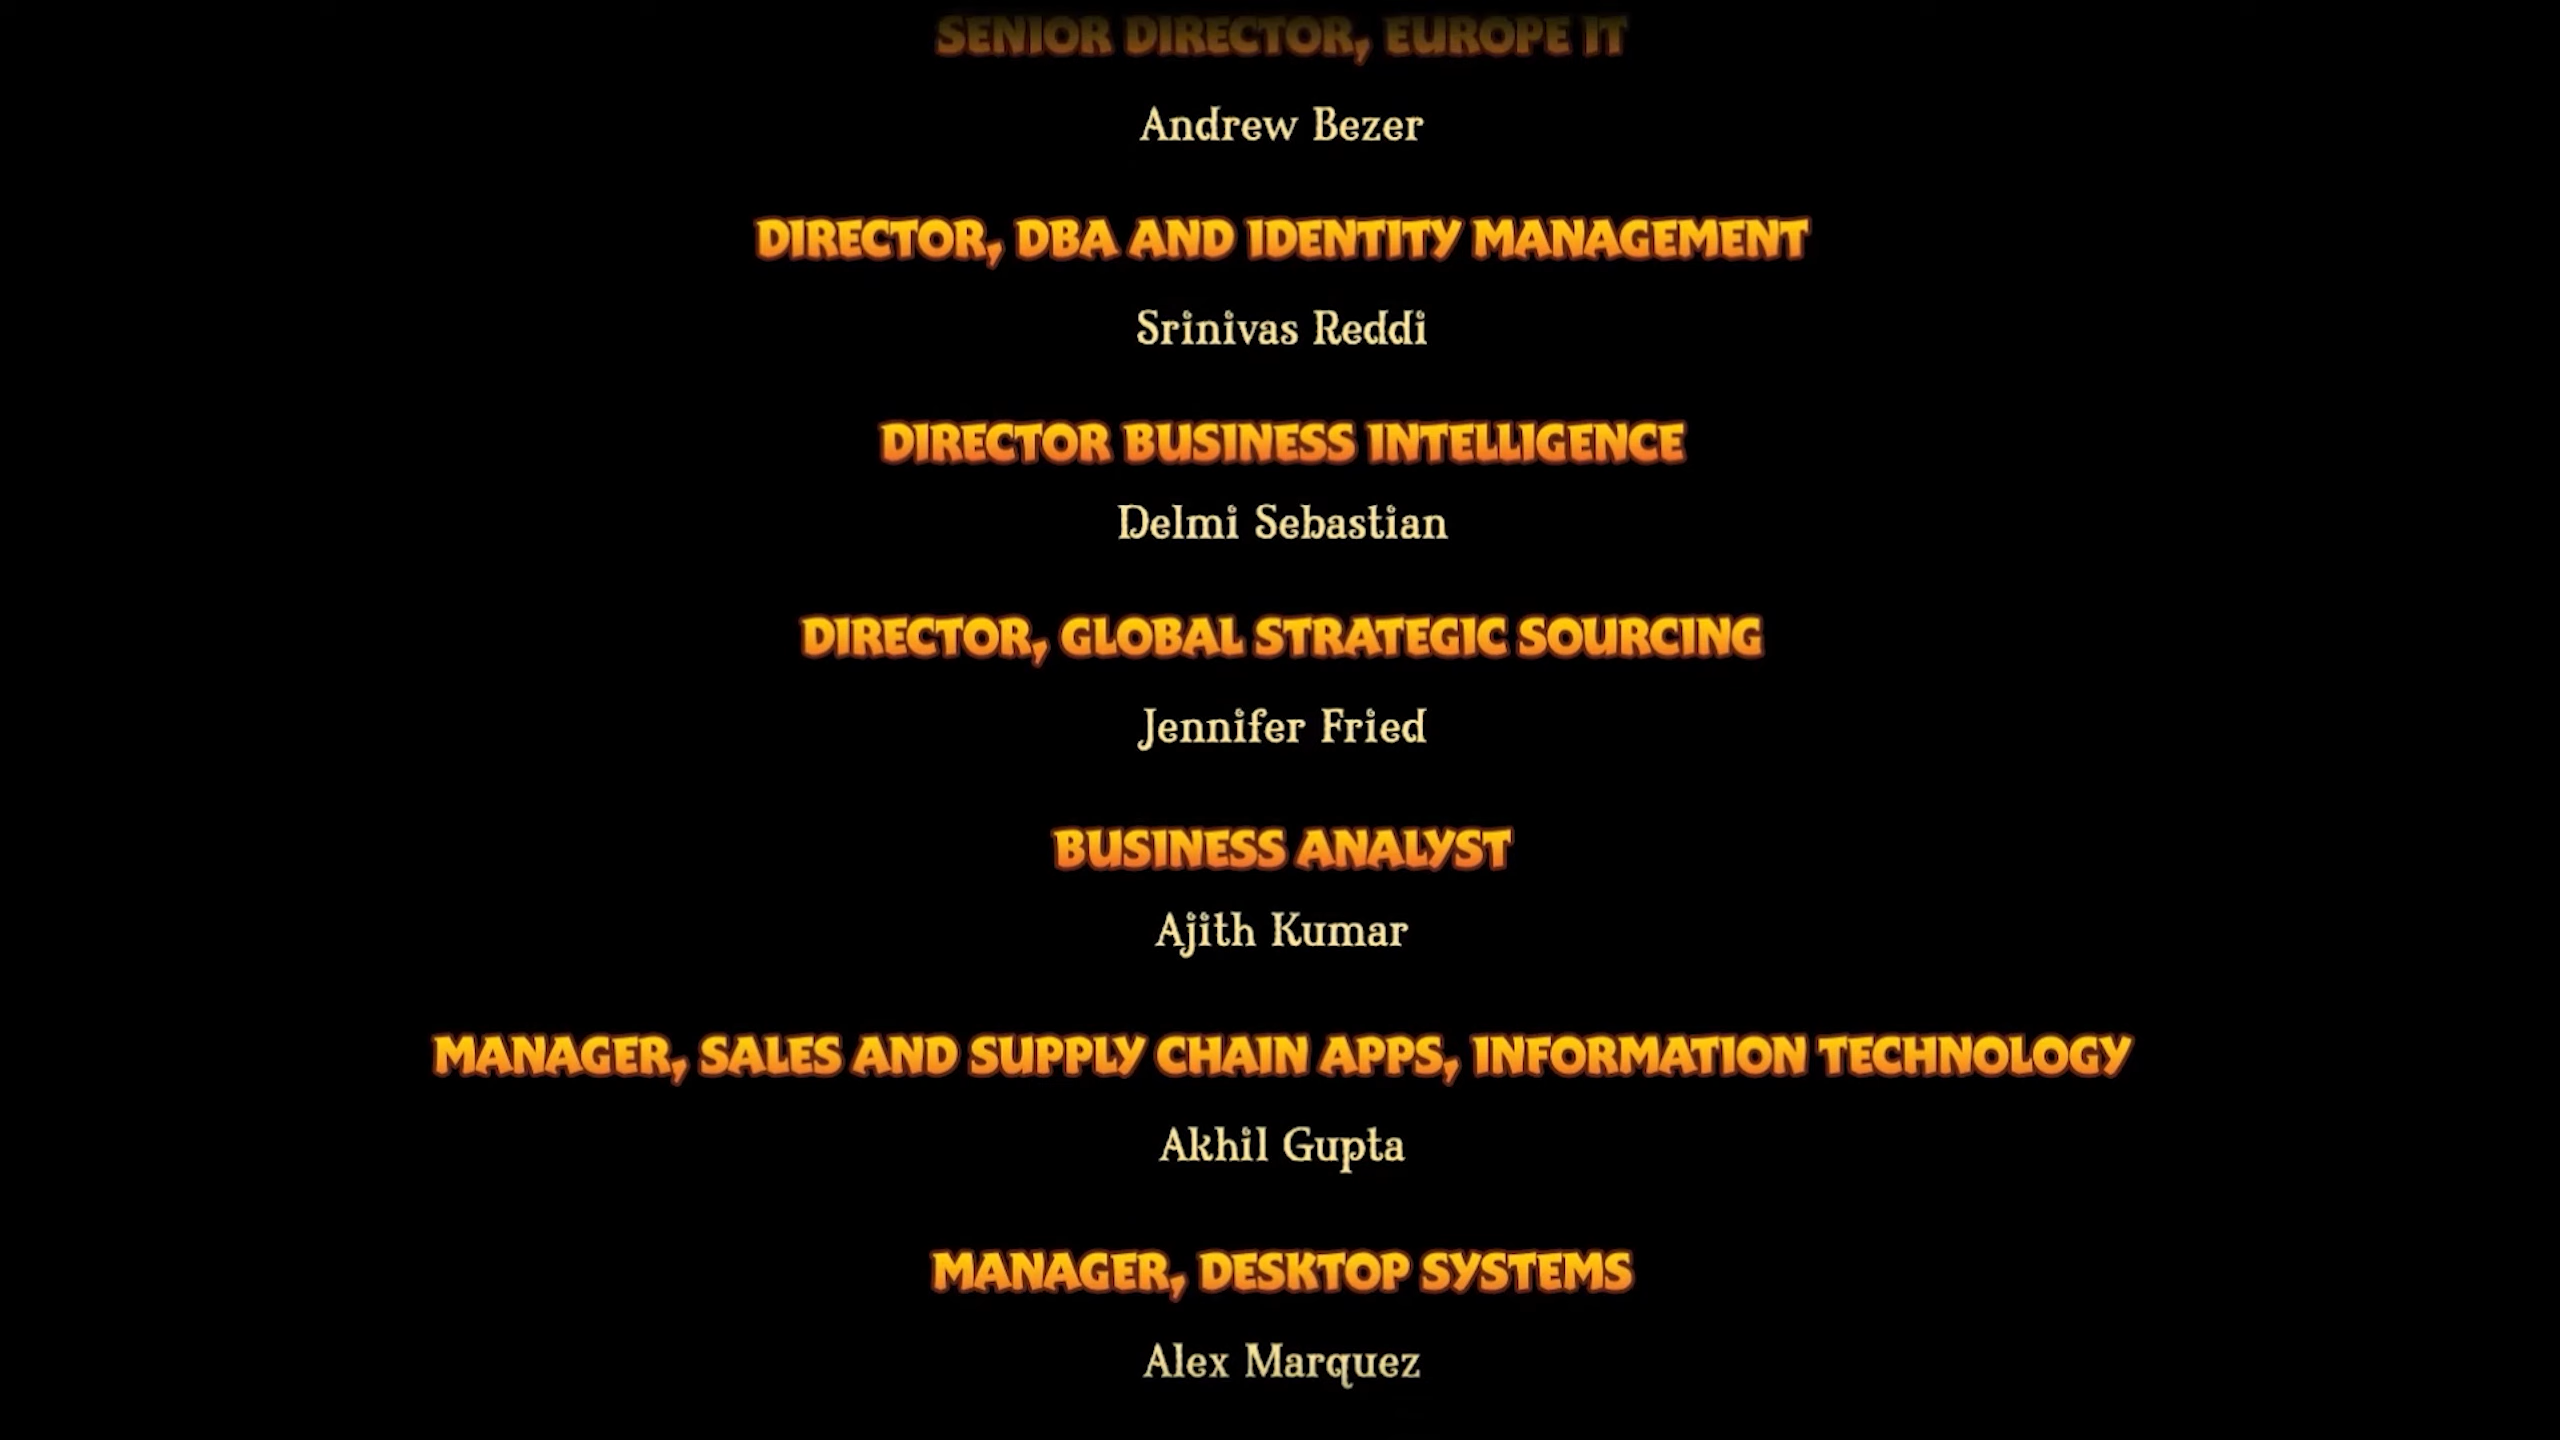 SENIOR DIRECTOR, EUROPE IT
Andrew Bezer
DIRECTOR, DBA AND IDENTITY MANAGEMENT
Srinivas Reddi
DIRECTOR BUSINESS INTELLIGENCE
Delmi Sebastian
DIRECTOR, GLOBAL STRATEGIC SOURCING
Jennifer Fried
BUSINESS ANALYST
Ajith Kumar
MANAGER, SALES AND SUPPLY CHAIN APPS, INFORMATION TECHNOLOGY
Akhil Gupta
MANAGER, DESKTOP SYSTEMS
Alex Marquez